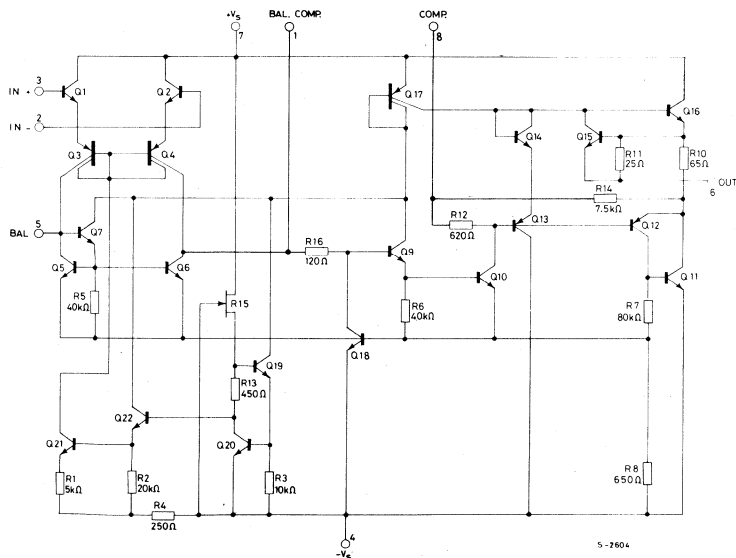 +VS
BAL. COMP.
COMP.
7
1
8
IN + 3
Q1
Q2
Q17
Q16
IN - 2
Q14
Q15
R11
25Ω
R10
65Ω
OUT
6
Q3
Q4
R14
7.5kΩ
BAL 5
Q7
R16
120Ω
R12
620Ω
Q13
Q12
Q5
Q6
Q9
Q10
Q11
R5
40kΩ
R15
R6
40kΩ
R7
80kΩ
Q18
Q19
R13
450Ω
Q22
Q21
Q20
R1
5kΩ
R2
20kΩ
R3
10kΩ
R8
650Ω
R4
250Ω
4
-VS
S-2604